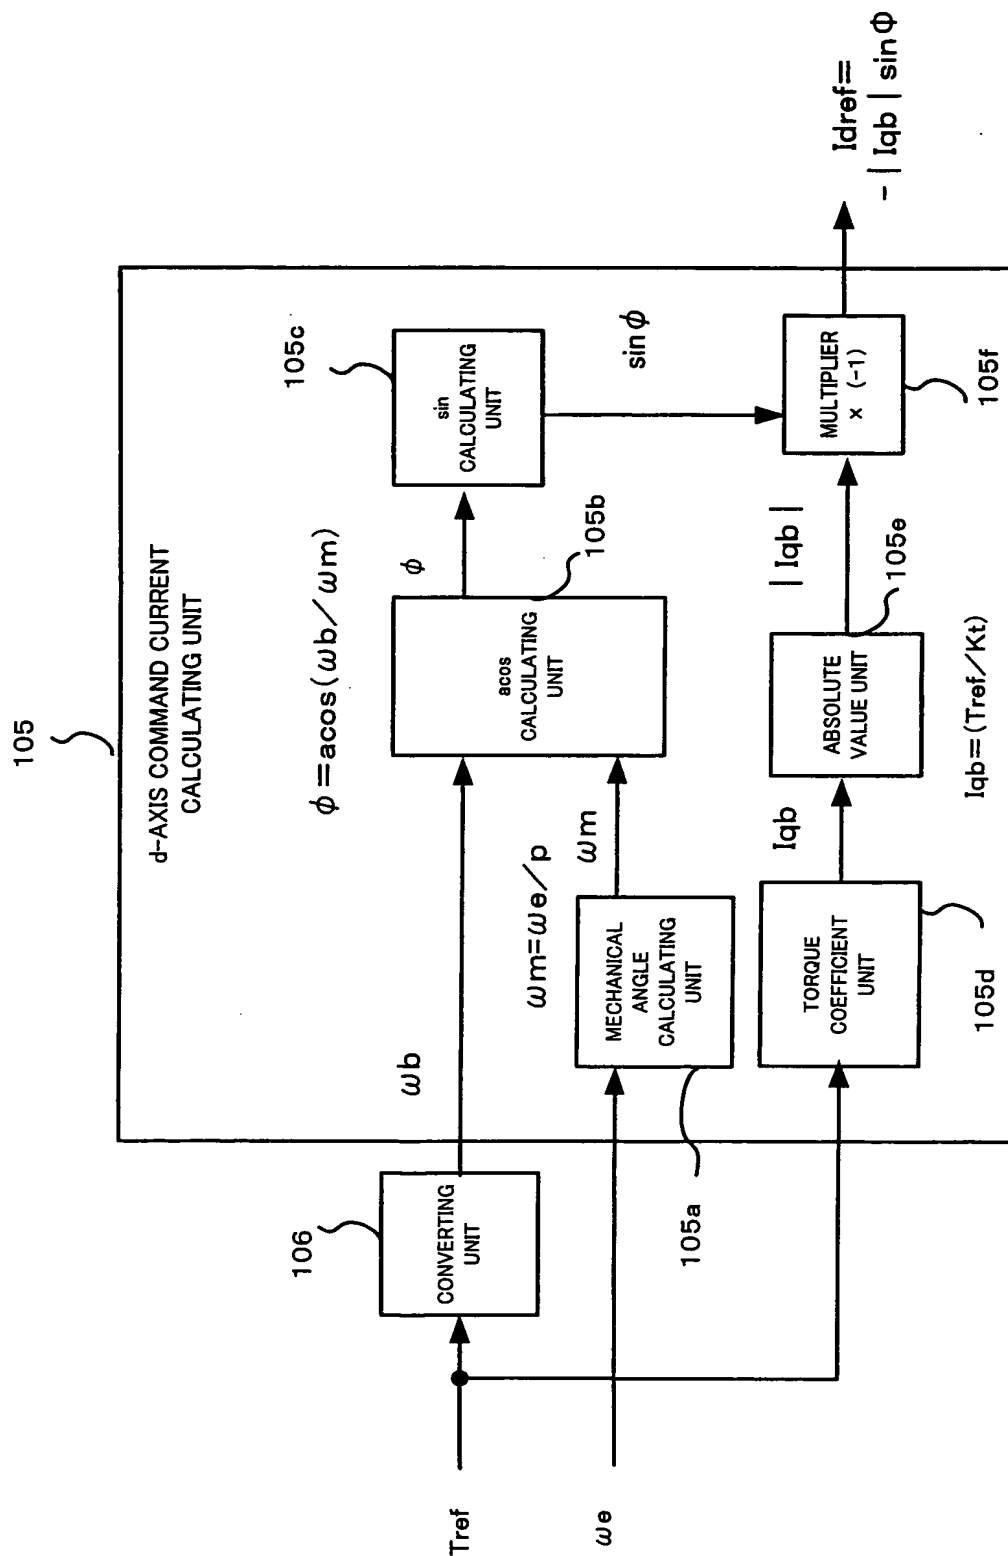 105
d-AXIS COMMAND CURRENT
CALCULATING UNIT
106
CONVERTING
UNIT
Tref
ωb
ϕ=acos(ωb/ωm)
acos
CALCULATING
UNIT
105b
ϕ
sin
CALCULATING
UNIT
105c
sinϕ
ωe
MECHANICAL
ANGLE
CALCULATING
UNIT
105a
ωm=ωe/p
ωm
TORQUE
COEFFICIENT
UNIT
105d
Iqb
ABSOLUTE
VALUE UNIT
105e
Iqb=(Tref/Kt)
| Iqb |
MULTIPLIER
× (-1)
105f
Idref=
- | Iqb | sinΦ